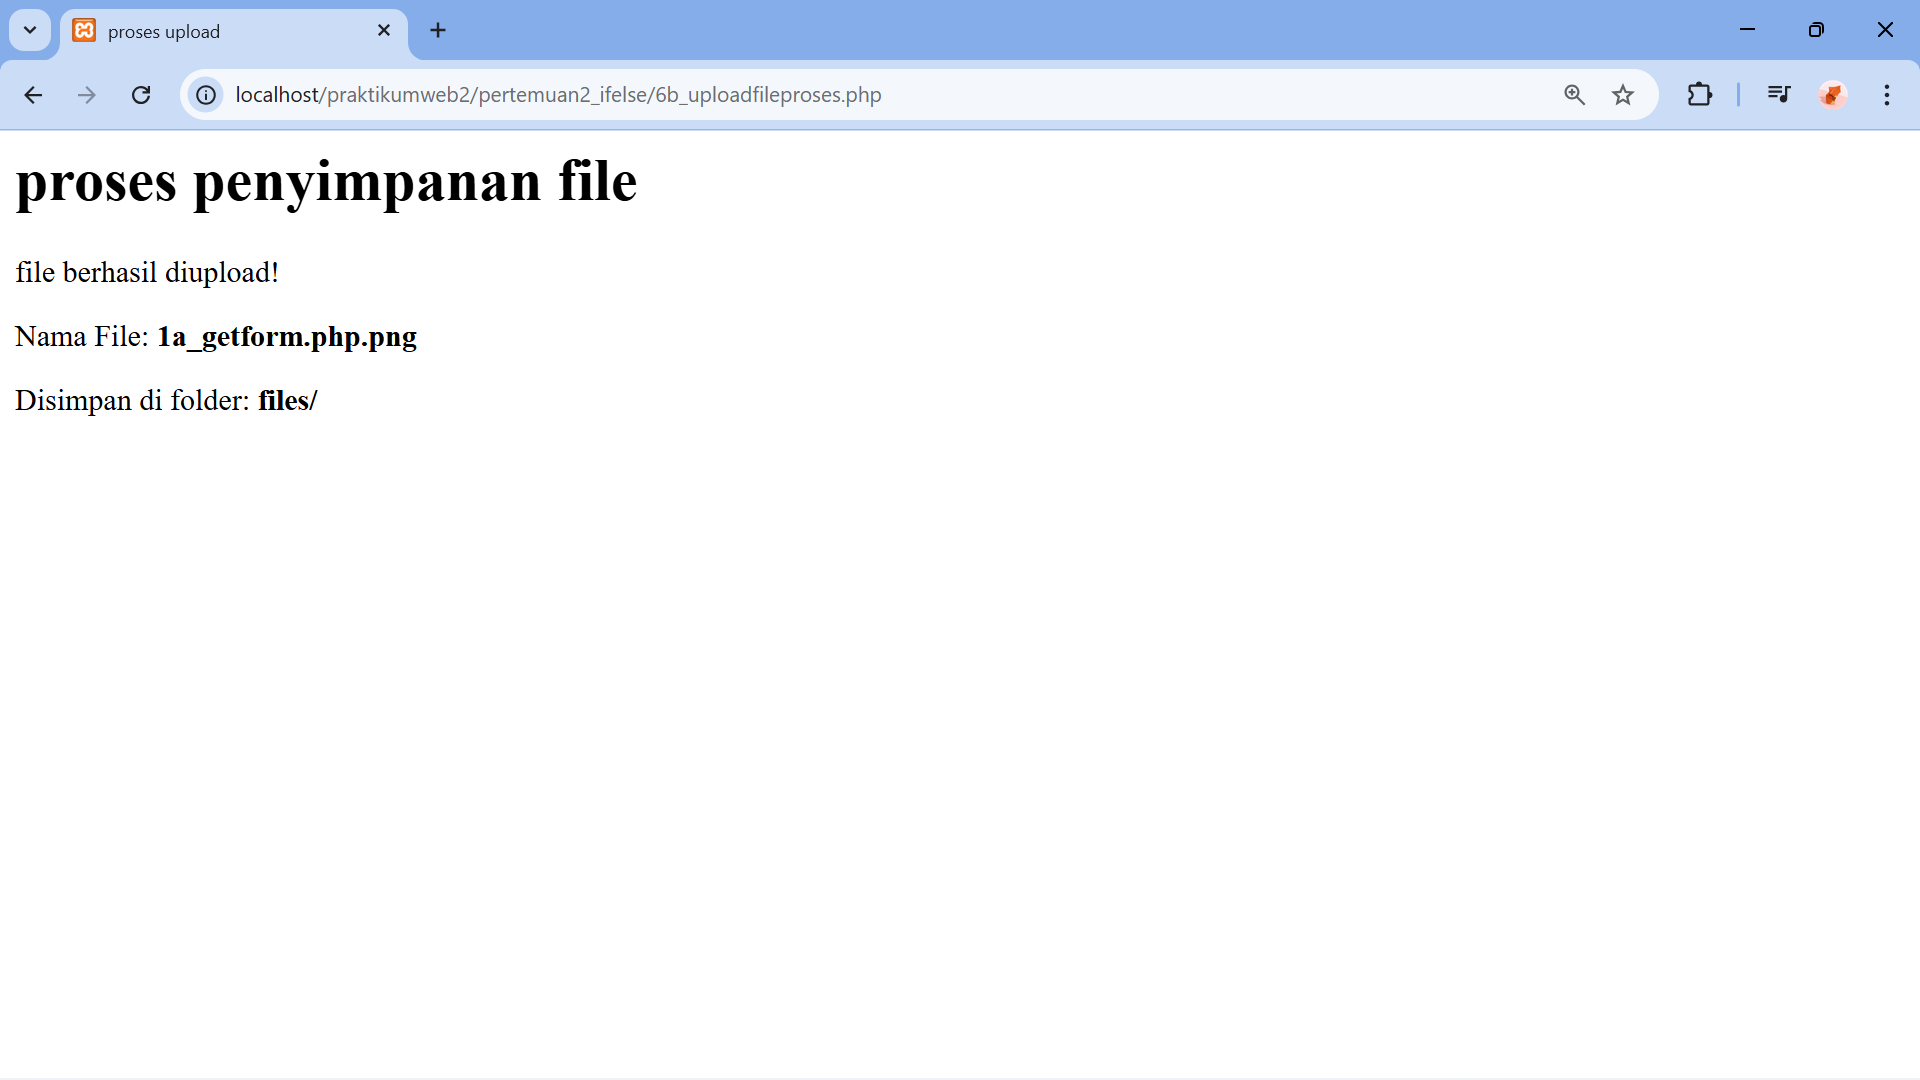 proses upload
localhost/praktikumweb2/pertemuan2_ifelse/6b_uploadfileproses.php
proses penyimpanan file
file berhasil diupload!
Nama File: 1a_getform.php.png
Disimpan di folder: files/